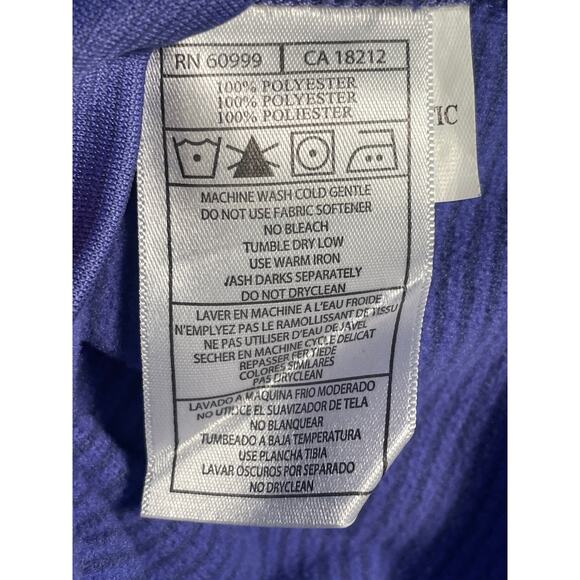 RN 60999 CA 18212
100% POLYESTER
100% POLYESTER
100% POLIESTER
TIC
MACHINE WASH COLD GENTLE
DO NOT USE FABRIC SOFTENER
NO BLEACH
TUMBLE DRY LOW
USE WARM IRON
WASH DARKS SEPARATELY
DO NOT DRYCLEAN
LAVER EN MACHINE A L'EAU FROIDE
N'EMPLYEZ PAS LE RAMOLLISSANT DE TISSU
NE PAS UTILISER D'EAU DE JAVEL
SECHER EN MACHINE CYCLE DELICAT
REPASSER FER TIEDE
COLORES SIMILARES
PAS DRYCLEAN
LAVADO A MAQUINA FRIO MODERADO
NO UTILICE EL SUAVIZADOR DE TELA
NO BLANQUEAR
TUMBEADO A BAJA TEMPERATURA
USE PLANCHA TIBIA
LAVAR OSCUROS POR SEPARADO
NO DRYCLEAN